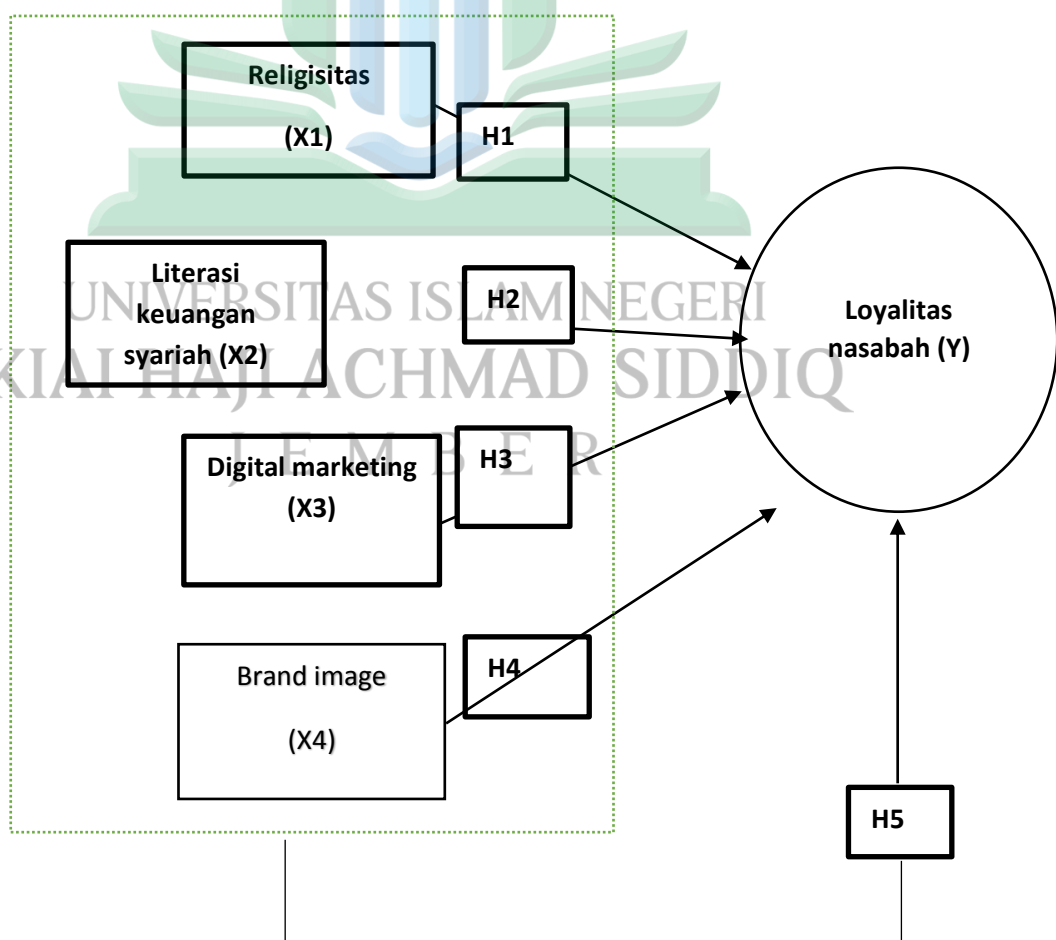 Religisitas
(X1)
H1
Literasi
keuangan
syariah (X2)
H2
Loyalitas
nasabah (Y)
UNIVERSITAS ISLAM NEGERI
KIAI HAJI ACHMAD SIDDIQ
JEMBER
Digital marketing
(X3)
H3
Brand image
(X4)
H4
H5